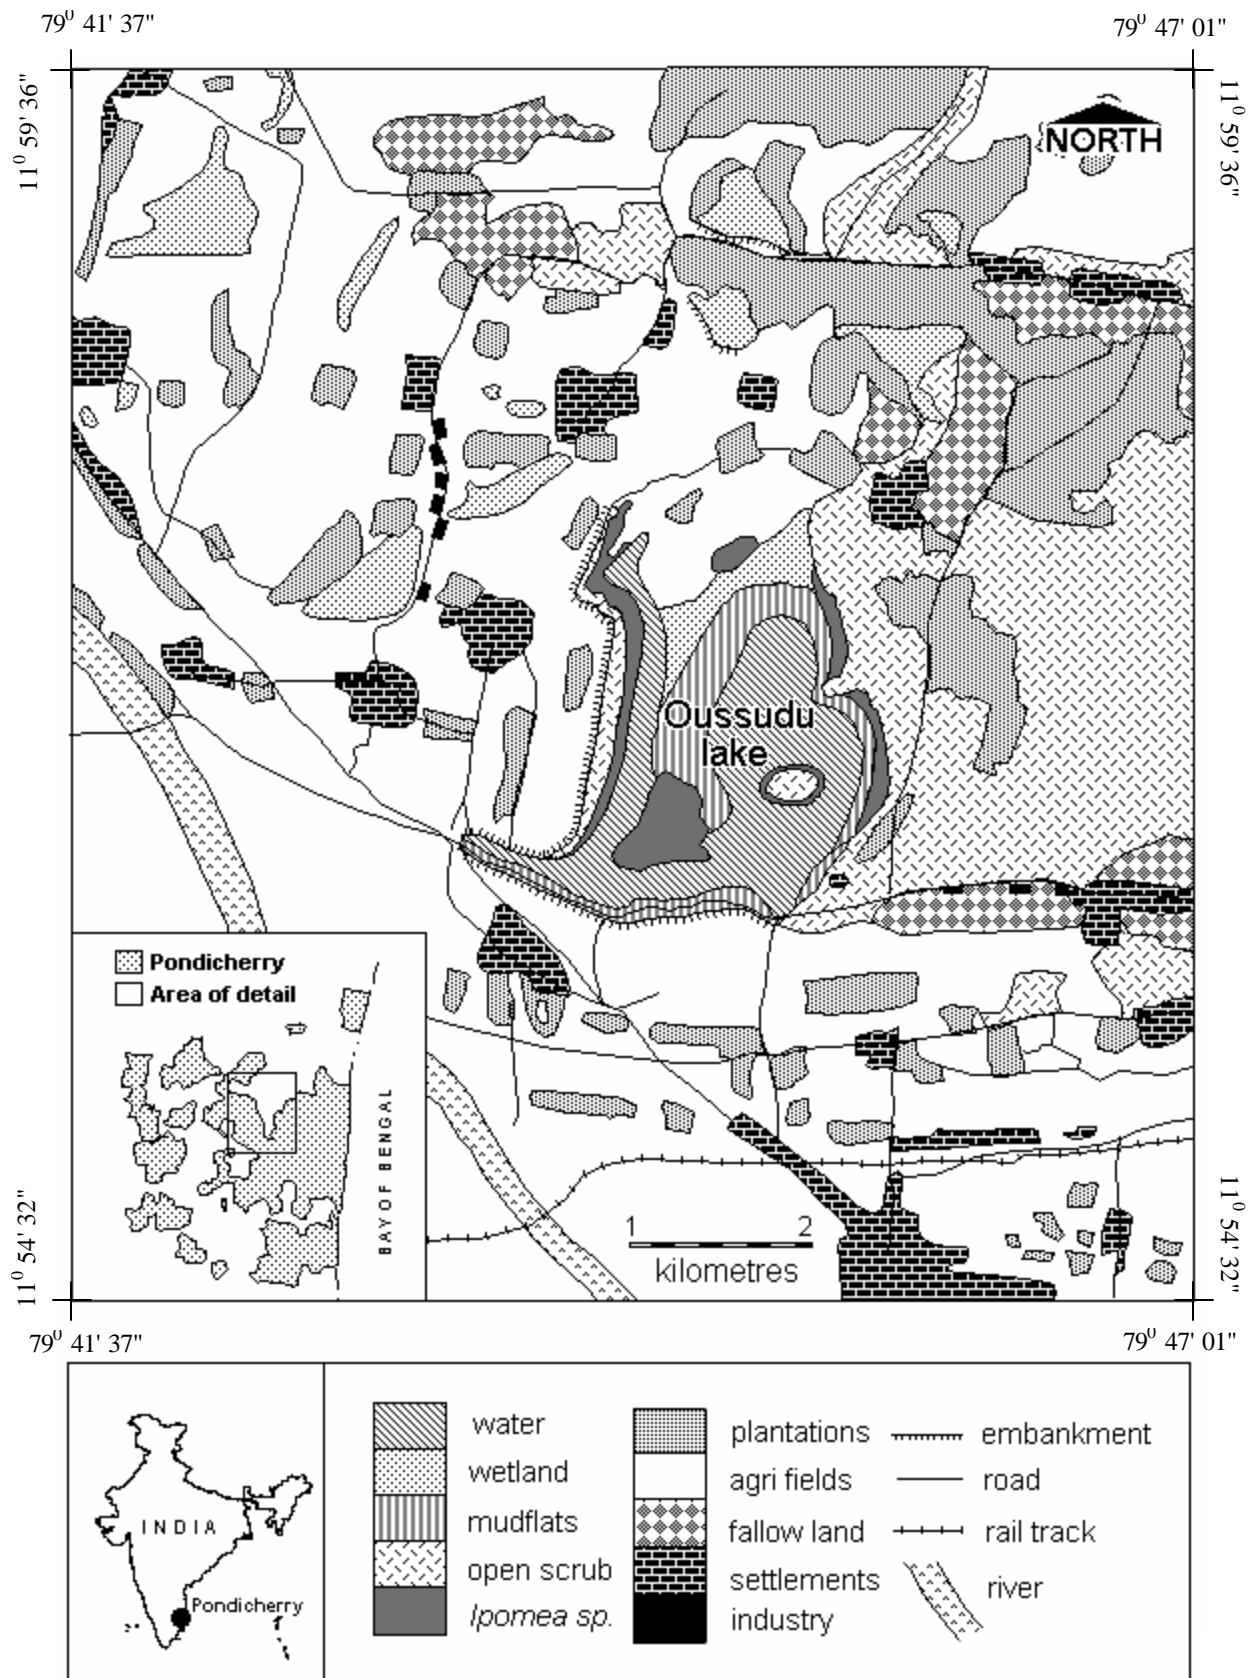 79⁰ 41' 37"
79⁰ 47' 01"
11⁰ 59' 36"
11⁰ 59' 36"
NORTH
Oussudu
lake
Pondicherry
Area of detail
BAY OF BENGAL
1 2
kilometres
11⁰ 54' 32"
11⁰ 54' 32"
79⁰ 41' 37"
79⁰ 47' 01"
INDIA
Pondicherry
water
wetland
mudflats
open scrub
Ipomea sp.
plantations
agri fields
fallow land
settlements
industry
embankment
road
rail track
river